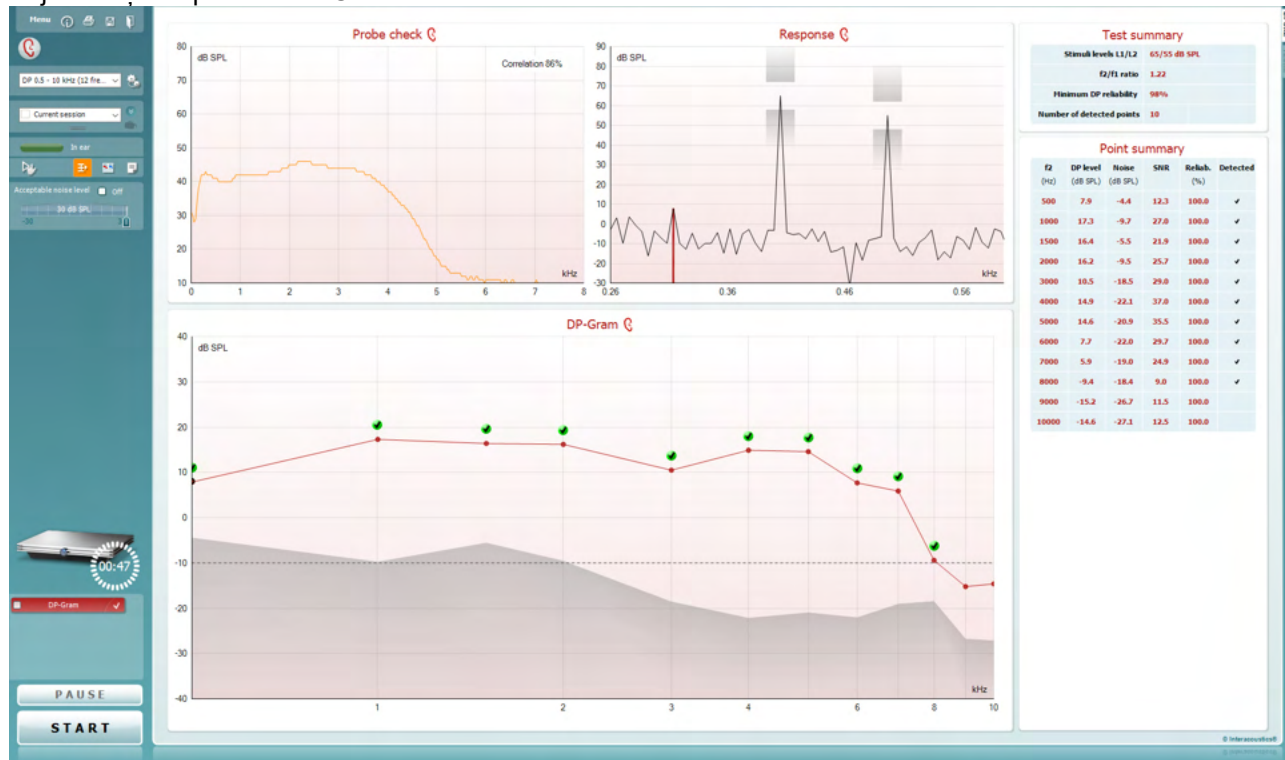 Menu
DP 0.5 - 10 kHz (12 fre...
Current session
In ear
Acceptable noise level Off
30 dB SPL
-30
00:47
DP-Gram
PAUSE
START
Probe check
dB SPL
Correlation 86%
80
70
60
50
40
30
20
10
0 1 2 3 4 5 6 7 8
kHz
Response
dB SPL
90
80
70
60
50
40
30
20
10
0
-10
-20
-30
0.26 0.36 0.46 0.56
kHz
DP-Gram
dB SPL
40
30
20
10
0
-10
-20
-30
-40
1 2 3 4 6 8 10
kHz
Test summary
Stimuli levels L1/L2 65/55 dB SPL
f2/f1 ratio 1.22
Minimum DP reliability 98%
Number of detected points 10
Point summary
f2 DP level Noise SNR Reliab. Detected
(Hz) (dB SPL) (dB SPL) (%)
500 7.9 -4.4 12.3 100.0 ✔
1000 17.3 -9.7 27.0 100.0 ✔
1500 16.4 -5.5 21.9 100.0 ✔
2000 16.2 -9.5 25.7 100.0 ✔
3000 10.5 -18.5 29.0 100.0 ✔
4000 14.9 -22.1 37.0 100.0 ✔
5000 14.6 -20.9 35.5 100.0 ✔
6000 7.7 -22.0 29.7 100.0 ✔
7000 5.9 -19.0 24.9 100.0 ✔
8000 -9.4 -18.4 9.0 100.0 ✔
9000 -15.2 -26.7 11.5 100.0
10000 -14.6 -27.1 12.5 100.0
© Interacoustics®